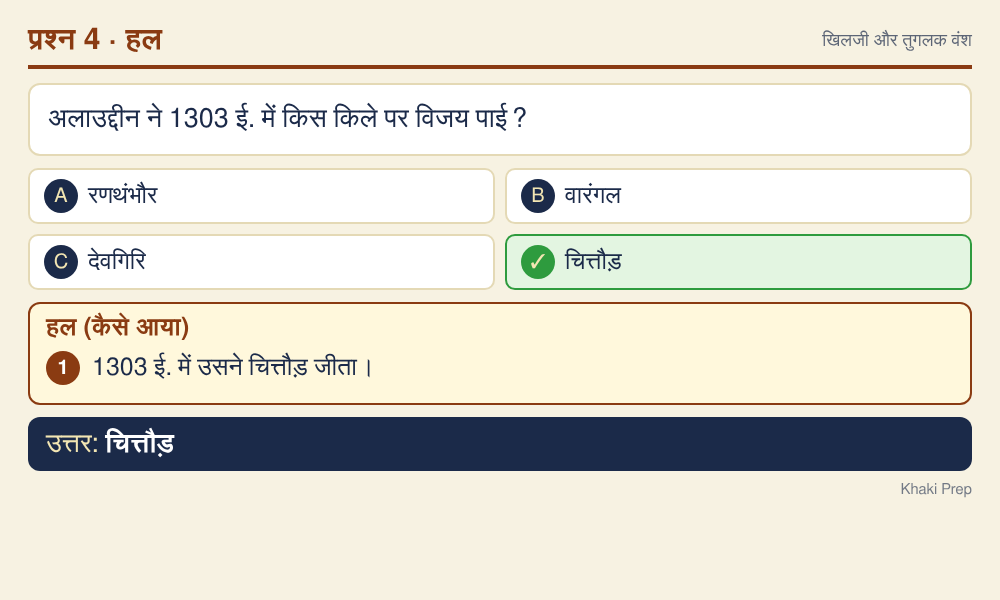 प्रश्न 4 · हल
खिलजी और तुगलक वंश
अलाउद्दीन ने 1303 ई. में किस किले पर विजय पाई ?
A रणथंभौर
B वारंगल
C देवगिरि
✓ चित्तौड़
हल (कैसे आया)
1 1303 ई. में उसने चित्तौड़ जीता।
उत्तर: चित्तौड़
Khaki Prep